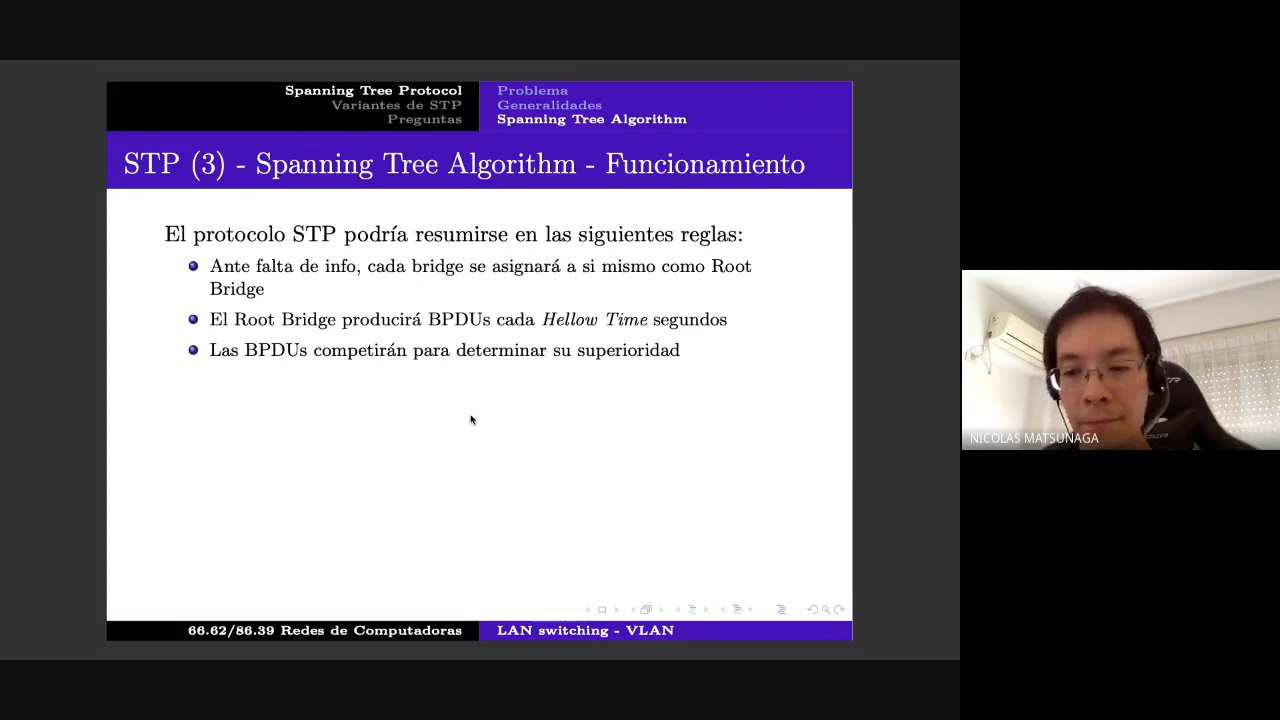 Spanning Tree Protocol
Variantes de STP
Preguntas
Problema
Generalidades
Spanning Tree Algorithm
STP (3) - Spanning Tree Algorithm - Funcionamiento
El protocolo STP podría resumirse en las siguientes reglas:
Ante falta de info, cada bridge se asignará a si mismo como Root
Bridge
El Root Bridge producirá BPDUs cada Hellow Time segundos
Las BPDUs competirán para determinar su superioridad
66.62/86.39 Redes de Computadoras
LAN switching - VLAN
NICOLAS MATSUNAGA